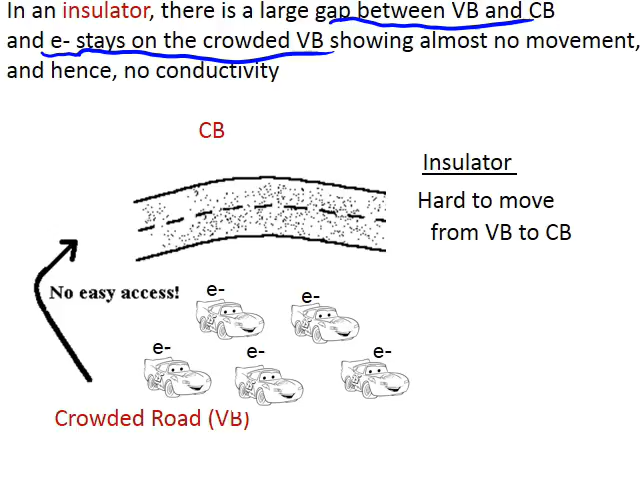 In an insulator, there is a large gap between VB and CB
and e- stays on the crowded VB showing almost no movement,
and hence, no conductivity
CB
Insulator
Hard to move
from VB to CB
No easy access!
e-
e-
e-
e-
e-
Crowded Road (VB)